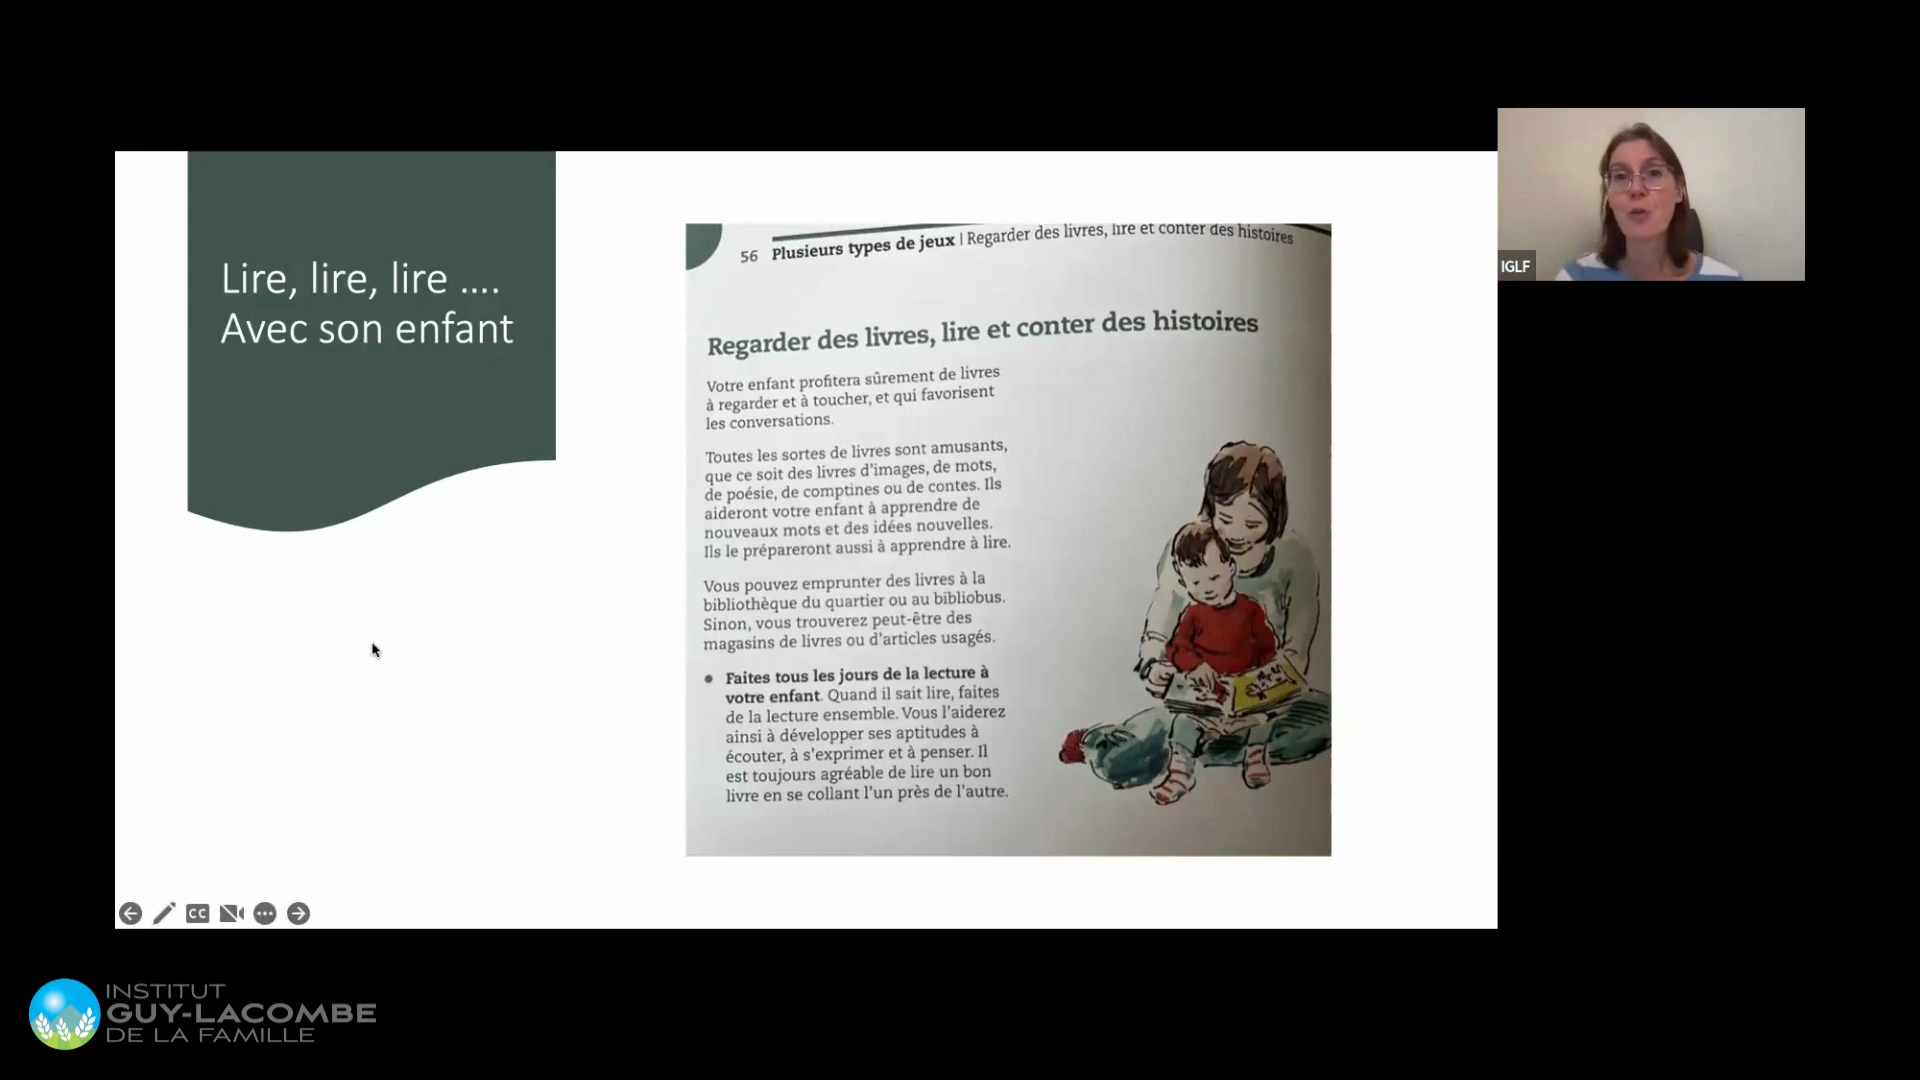 Lire, lire, lire ....
Avec son enfant
56 Plusieurs types de jeux | Regarder des livres, lire et conter des histoires
Regarder des livres, lire et conter des histoires
Votre enfant profitera sûrement de livres
à regarder et à toucher, et qui favorisent
les conversations.
Toutes les sortes de livres sont amusants,
que ce soit des livres d'images, de mots,
de poésie, de comptines ou de contes. Ils
aideront votre enfant à apprendre de
nouveaux mots et des idées nouvelles.
Ils le prépareront aussi à apprendre à lire.
Vous pouvez emprunter des livres à la
bibliothèque du quartier ou au bibliobus.
Sinon, vous trouverez peut-être des
magasins de livres ou d'articles usagés.
● Faites tous les jours de la lecture à
votre enfant. Quand il sait lire, faites
de la lecture ensemble. Vous l'aiderez
ainsi à développer ses aptitudes à
écouter, à s'exprimer et à penser. Il
est toujours agréable de lire un bon
livre en se collant l'un près de l'autre.
IGLF
CC
INSTITUT
GUY-LACOMBE
DE LA FAMILLE